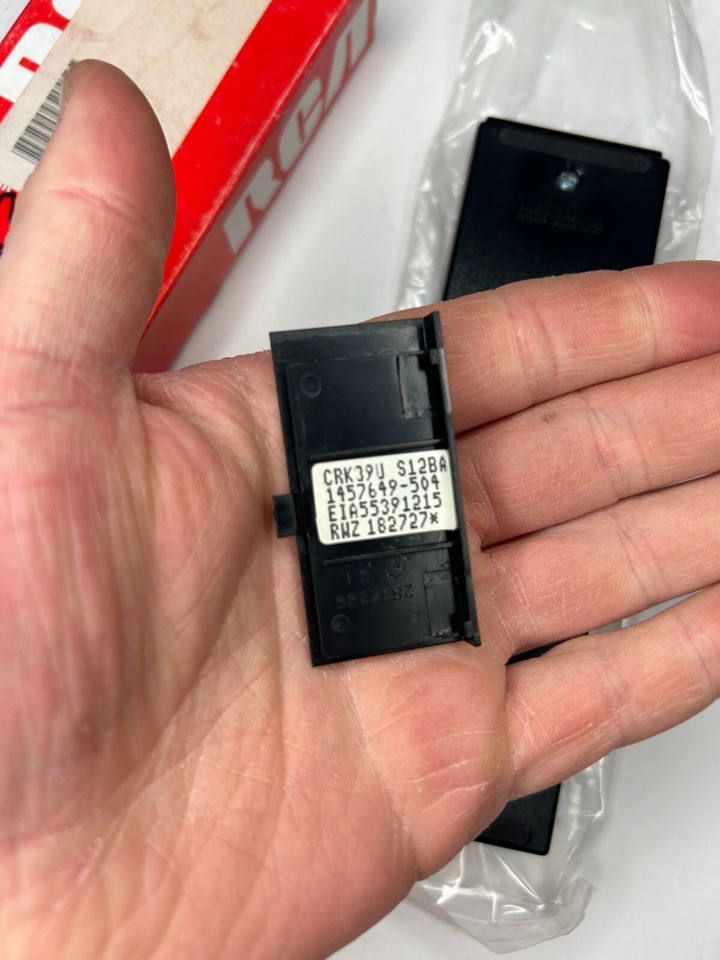 RCA
CRK39U S12BA
1457649-504
EIA55391215
RWZ 182727*